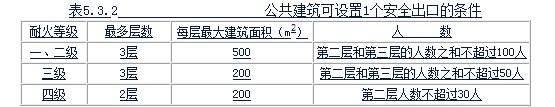 表5.3.2 公共建筑可设置1个安全出口的条件
耐火等级 最多层数 每层最大建筑面积(m²) 人 数
一、二级 3层 500 第二层和第三层的人数之和不超过100人
三级 3层 200 第二层和第三层的人数之和不超过50人
四级 2层 200 第二层人数不超过30人